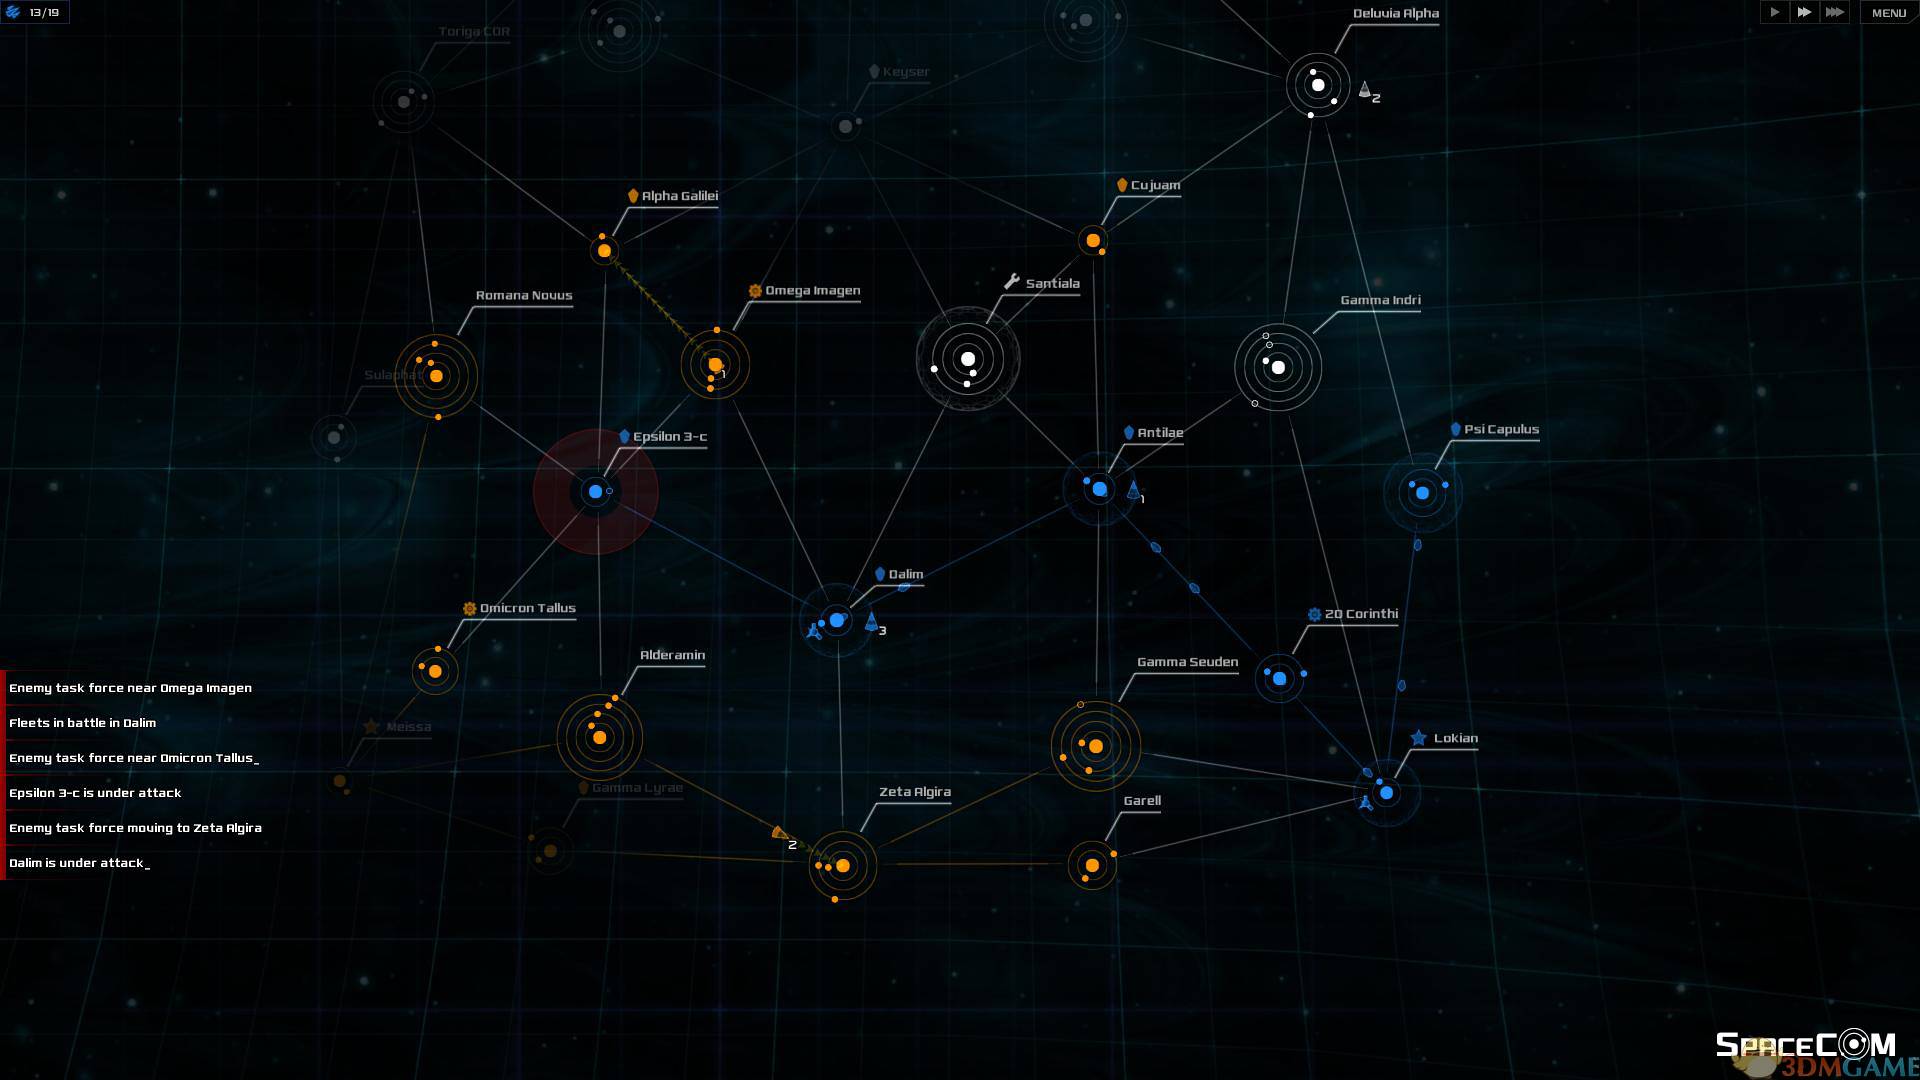 13/19
MENU
Deluvia Alpha
Toriga COR
Keyser
2
Alpha Galilei
Cujuam
Romana Novus
Omega Imagen
Santiala
Gamma Indri
1
Sulaphat
Epsilon 3-c
Antilae
Psi Capulus
1
Dalim
3
Omicron Tallus
20 Corinthi
Alderamin
Gamma Seuden
Enemy task force near Omega Imagen
Fleets in battle in Dalim
Meissa
Lokian
Enemy task force near Omicron Tallus_
Epsilon 3-c is under attack
Gamma Lyrae
Zeta Algira
Garell
Enemy task force moving to Zeta Algira
2
Dalim is under attack_
SPACECOM
3DMGAME